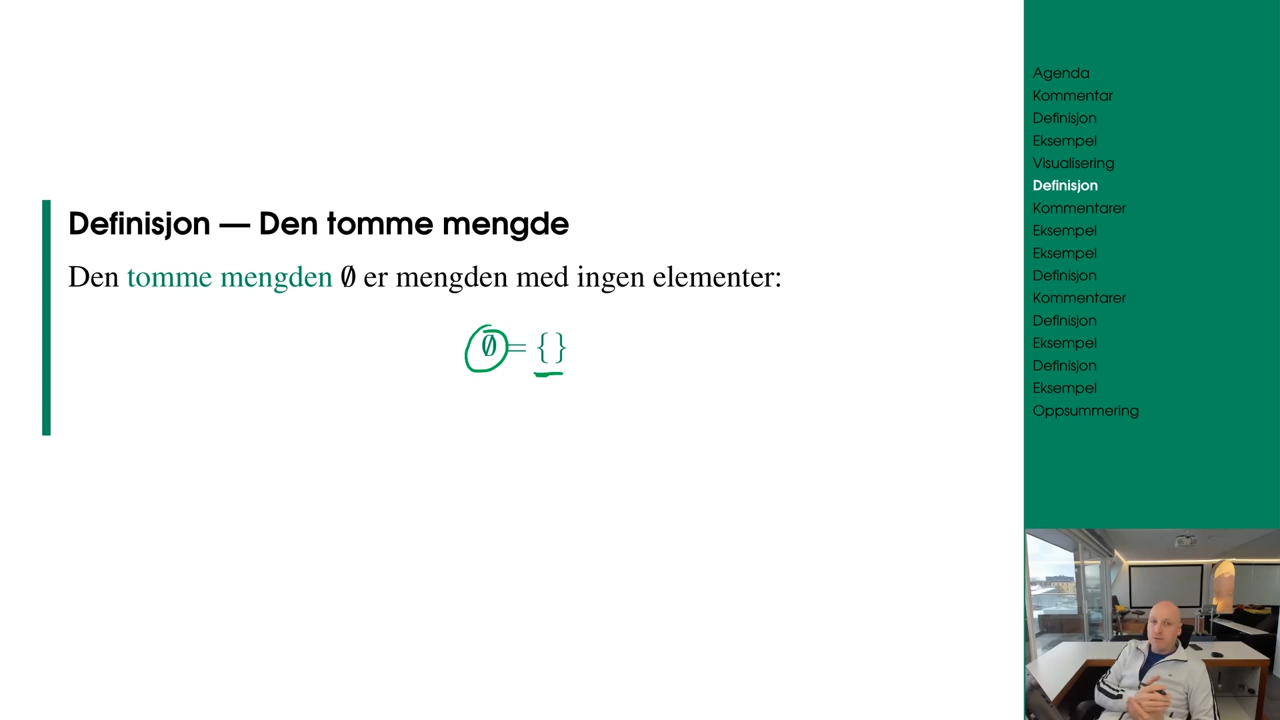 Definisjon — Den tomme mengde
Den tomme mengden ∅ er mengden med ingen elementer:
∅ = { }
Agenda
Kommentar
Definisjon
Eksempel
Visualisering
Definisjon
Kommentarer
Eksempel
Eksempel
Definisjon
Kommentarer
Definisjon
Eksempel
Definisjon
Eksempel
Oppsummering